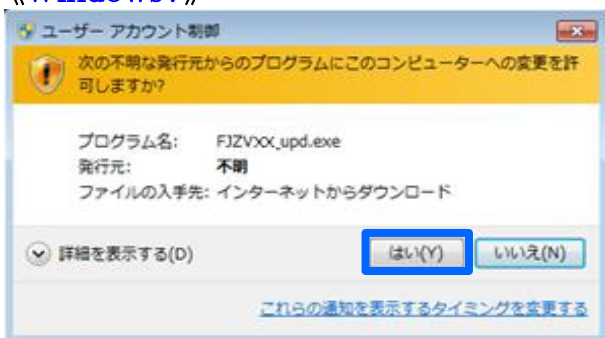 ユーザー アカウント制御
次の不明な発行元からのプログラムにこのコンピューターへの変更を許
可しますか?
プログラム名: FJZVXX_upd.exe
発行元: 不明
ファイルの入手先: インターネットからダウンロード
詳細を表示する(D)
はい(Y) いいえ(N)
これらの通知を表示するタイミングを変更する